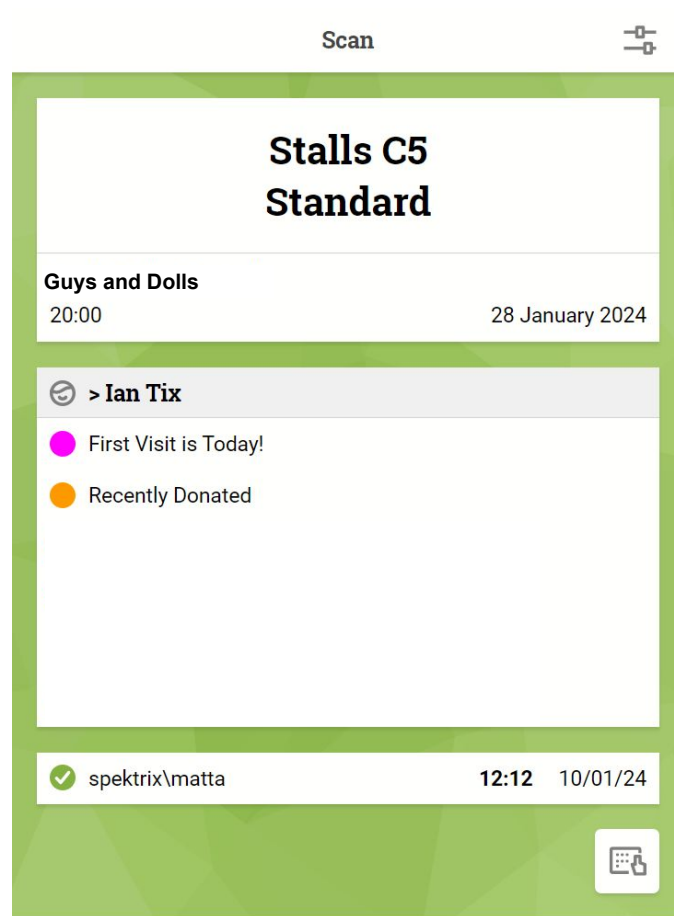 Scan
Stalls C5
Standard
Guys and Dolls
20:00 28 January 2024
> Ian Tix
First Visit is Today!
Recently Donated
spektrix\matta 12:12 10/01/24